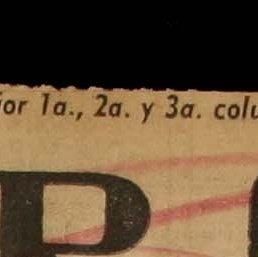 ior 1a., 2a. y 3a. colu
P